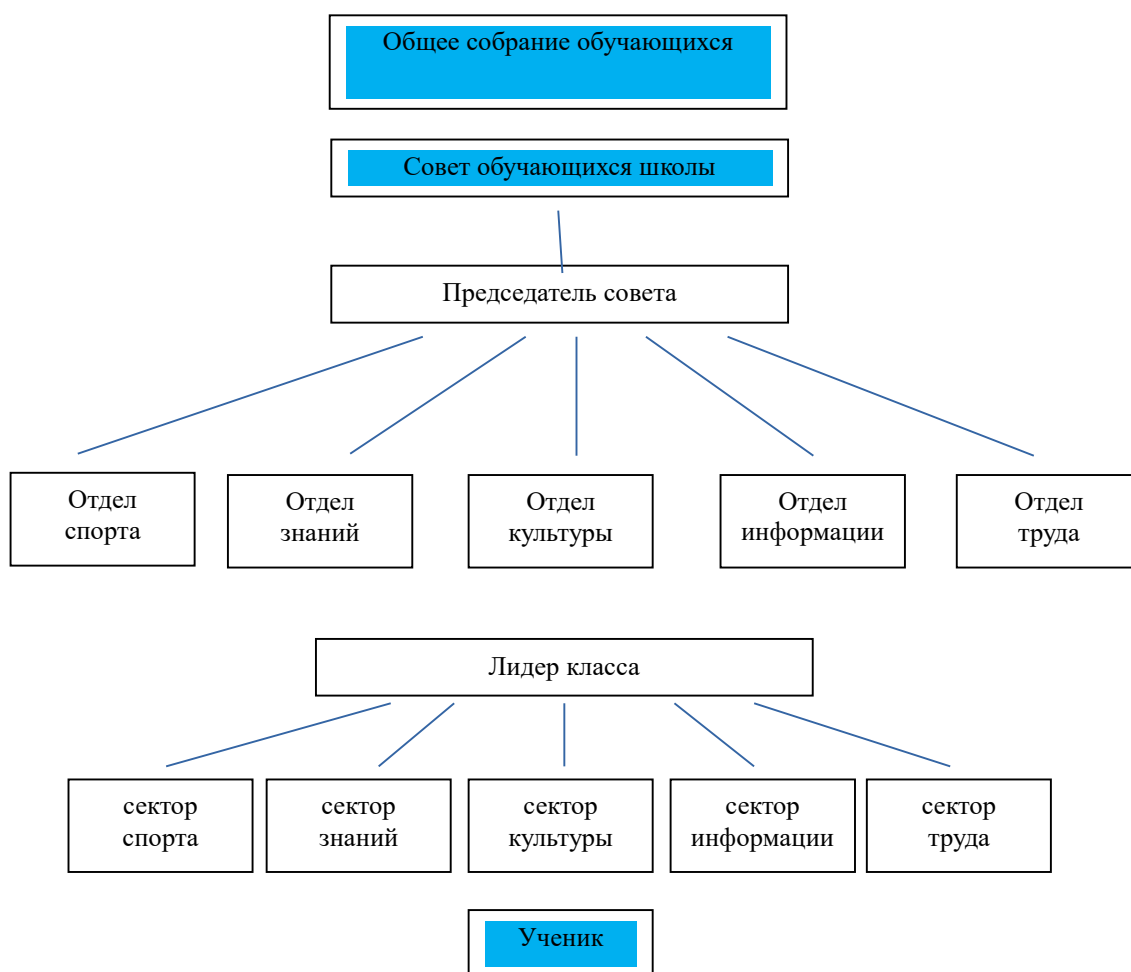 Общее собрание обучающихся
Совет обучающихся школы
Председатель совета
Отдел
спорта
Отдел
знаний
Отдел
культуры
Отдел
информации
Отдел
труда
Лидер класса
сектор
спорта
сектор
знаний
сектор
культуры
сектор
информации
сектор
труда
Ученик